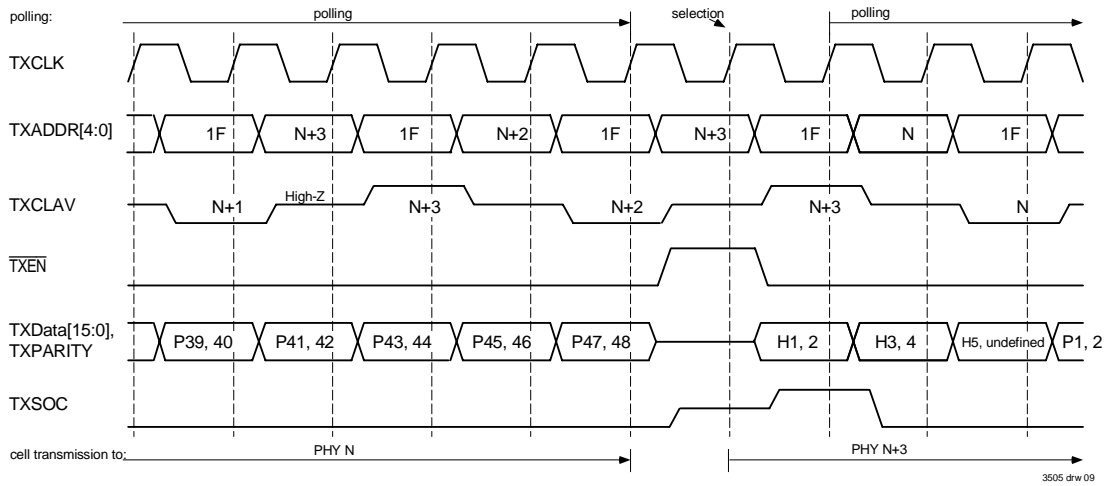 polling: polling selection polling
TXCLK
TXADDR[4:0] 1F N+3 1F N+2 1F N+3 1F N 1F
TXCLAV N+1 High-Z N+3 N+2 N+3 N
TXEN
TXData[15:0], TXPARITY P39, 40 P41, 42 P43, 44 P45, 46 P47, 48 H1, 2 H3, 4 H5, undefined P1, 2
TXSOC
cell transmission to: PHY N PHY N+3
3505 drw 09